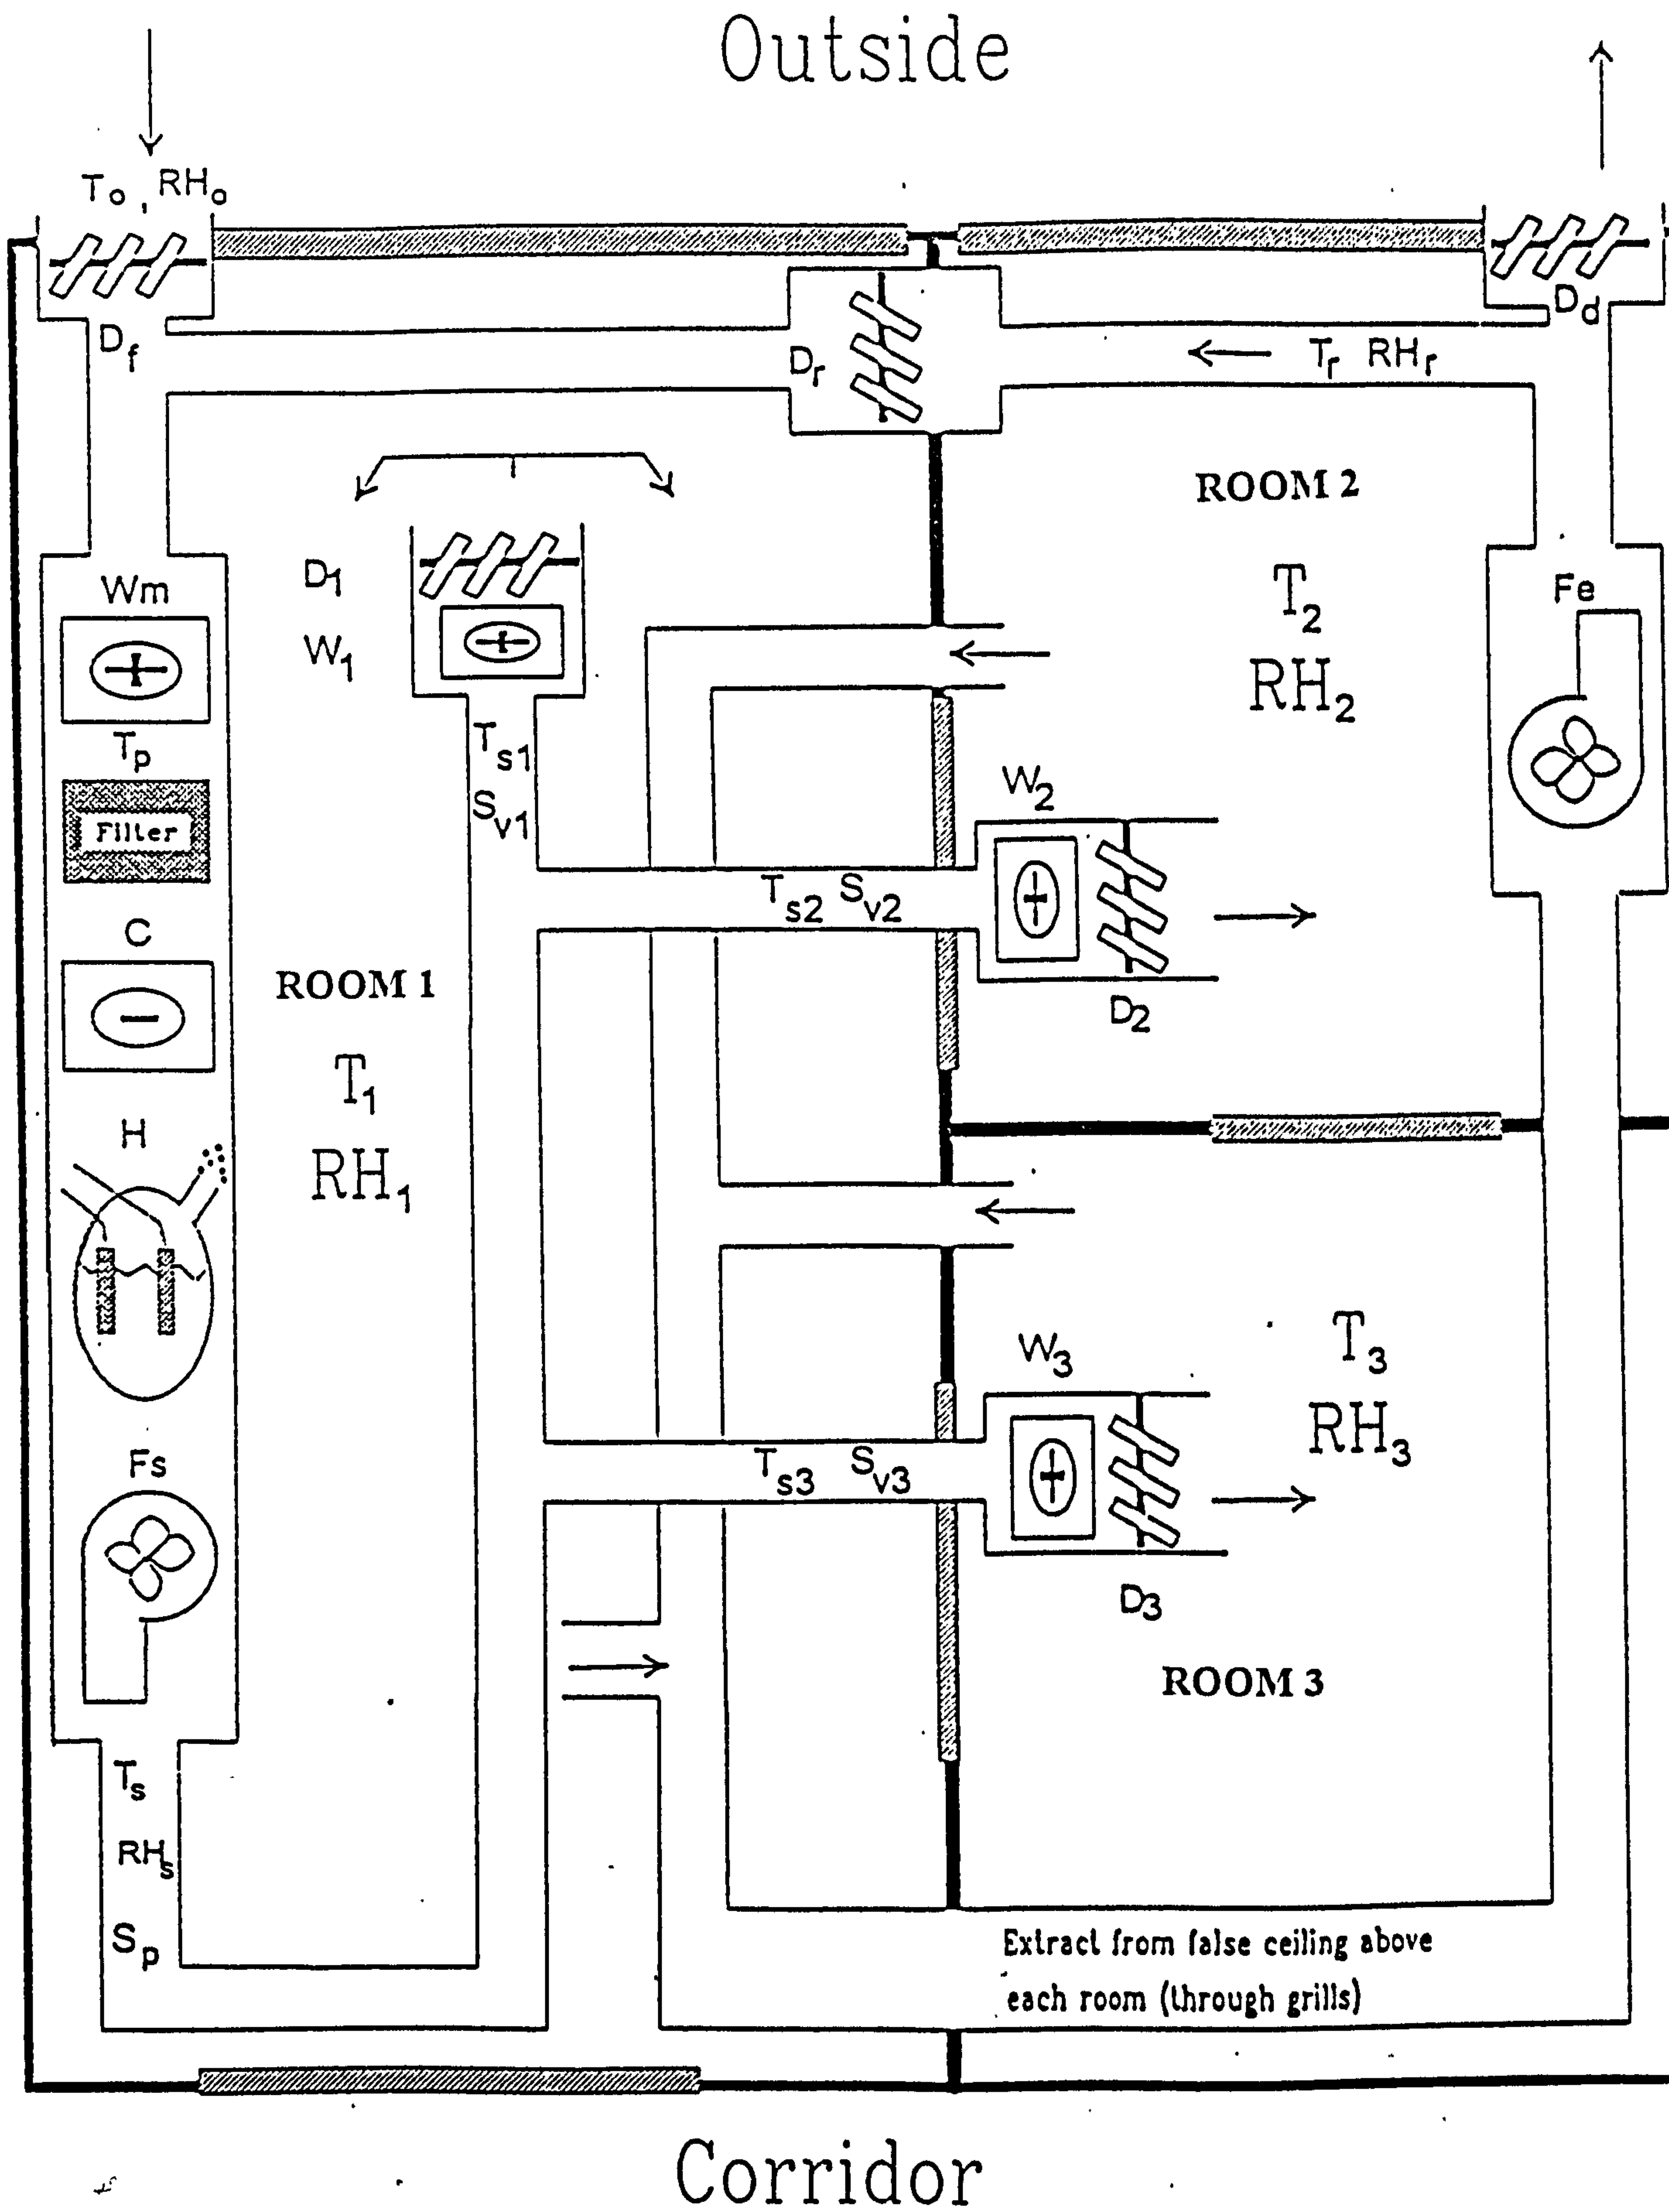 Outside
To , RHo
Df
Dd
Dr
Tr RHr
ROOM 2
Wm
D1
Fe
T2
W1
RH2
Tp
Ts1
W2
Sv1
Filter
Ts2 Sv2
C
ROOM 1
D2
T1
H
RH1
T3
W3
RH3
Fs
Ts3 Sv3
D3
ROOM 3
Ts
RHs
Sp
Extract from false ceiling above
each room (through grills)
Corridor